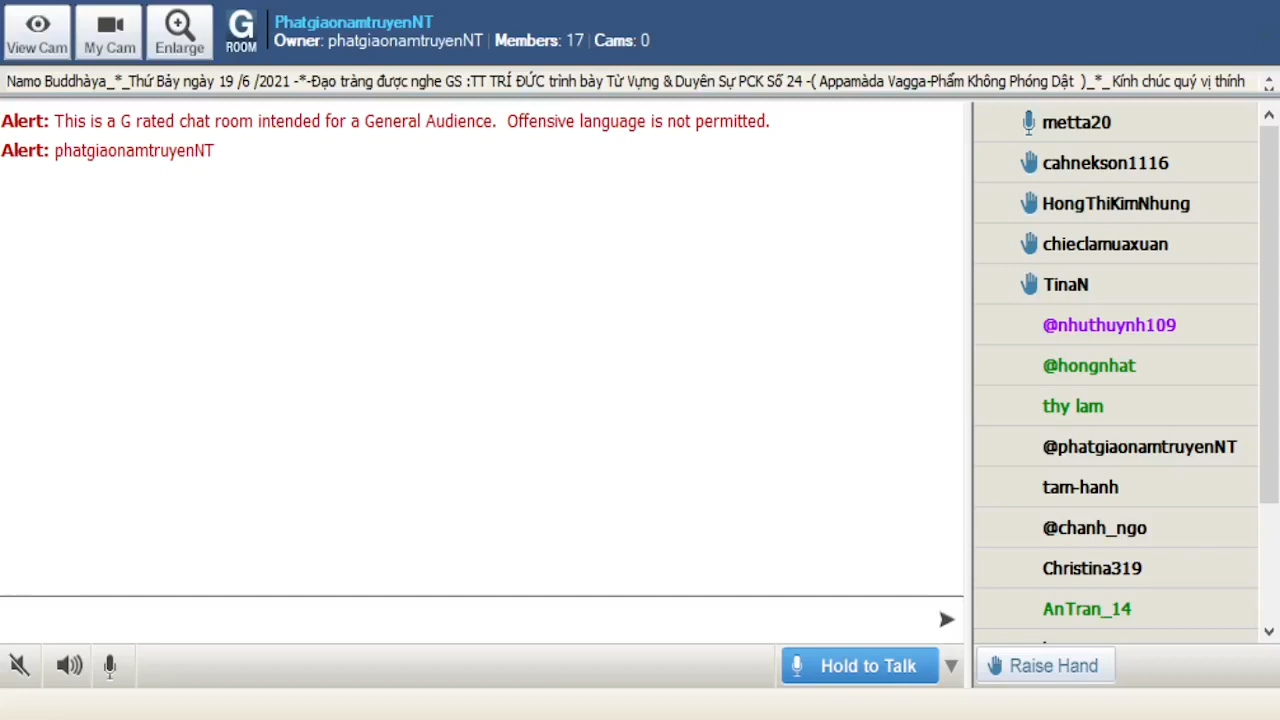 PhatgiaonamtruyenNT
Owner: phatgiaonamtruyenNT | Members: 17 | Cams: 0
View Cam
My Cam
Enlarge
G
ROOM
Namo Buddhàya_*_Thứ Bảy ngày 19 /6 /2021 -*-Đạo tràng được nghe GS :TT TRÍ ĐỨC trình bày Từ Vựng & Duyên Sự PCK Số 24 -( Appamàda Vagga-Phẩm Không Phóng Dật )_*_ Kính chúc quý vị thính
Alert: This is a G rated chat room intended for a General Audience. Offensive language is not permitted.
Alert: phatgiaonamtruyenNT
metta20
cahnekson1116
HongThiKimNhung
chieclamuaxuan
TinaN
@nhuthuynh109
@hongnhat
thy lam
@phatgiaonamtruyenNT
tam-hanh
@chanh_ngo
Christina319
AnTran_14
Hold to Talk
Raise Hand